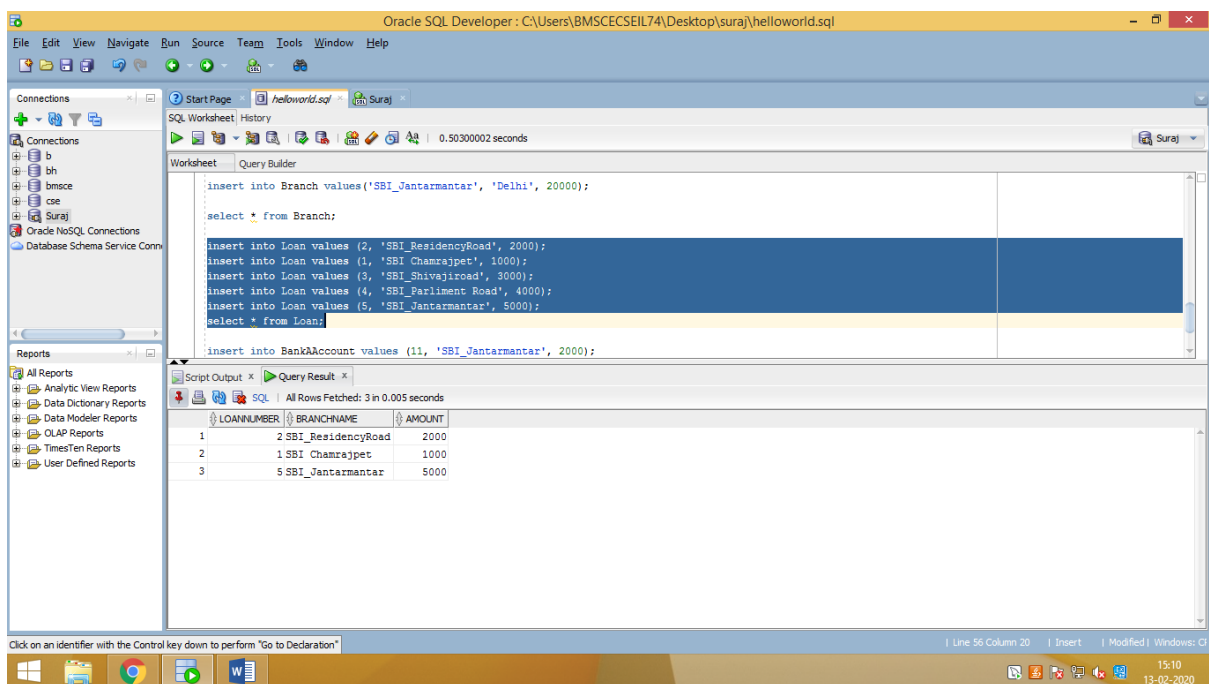 Oracle SQL Developer : C:\Users\BMSCECSEIL74\Desktop\suraj\helloworld.sql
File Edit View Navigate Run Source Team Tools Window Help
Connections
Start Page
helloworld.sql
Suraj
SQL Worksheet History
0.50300002 seconds
Suraj
Worksheet Query Builder
Connections
b
bh
bmsce
cse
Suraj
Oracle NoSQL Connections
Database Schema Service Conn
insert into Branch values('SBI_Jantarmantar', 'Delhi', 20000);
select * from Branch;
insert into Loan values (2, 'SBI_ResidencyRoad', 2000);
insert into Loan values (1, 'SBI Chamrajpet', 1000);
insert into Loan values (3, 'SBI_Shivajiroad', 3000);
insert into Loan values (4, 'SBI_Parliment Road', 4000);
insert into Loan values (5, 'SBI_Jantarmantar', 5000);
select * from Loan;
insert into BankAAccount values (11, 'SBI_Jantarmantar', 2000);
Reports
All Reports
Analytic View Reports
Data Dictionary Reports
Data Modeler Reports
OLAP Reports
TimesTen Reports
User Defined Reports
Script Output x Query Result x
SQL | All Rows Fetched: 3 in 0.005 seconds
LOANNUMBER BRANCHNAME AMOUNT
1 2 SBI_ResidencyRoad 2000
2 1 SBI Chamrajpet 1000
3 5 SBI_Jantarmantar 5000
Click on an identifier with the Control key down to perform "Go to Declaration"
| Line 56 Column 20 | Insert | Modified | Windows: CF
15:10
13-02-2020